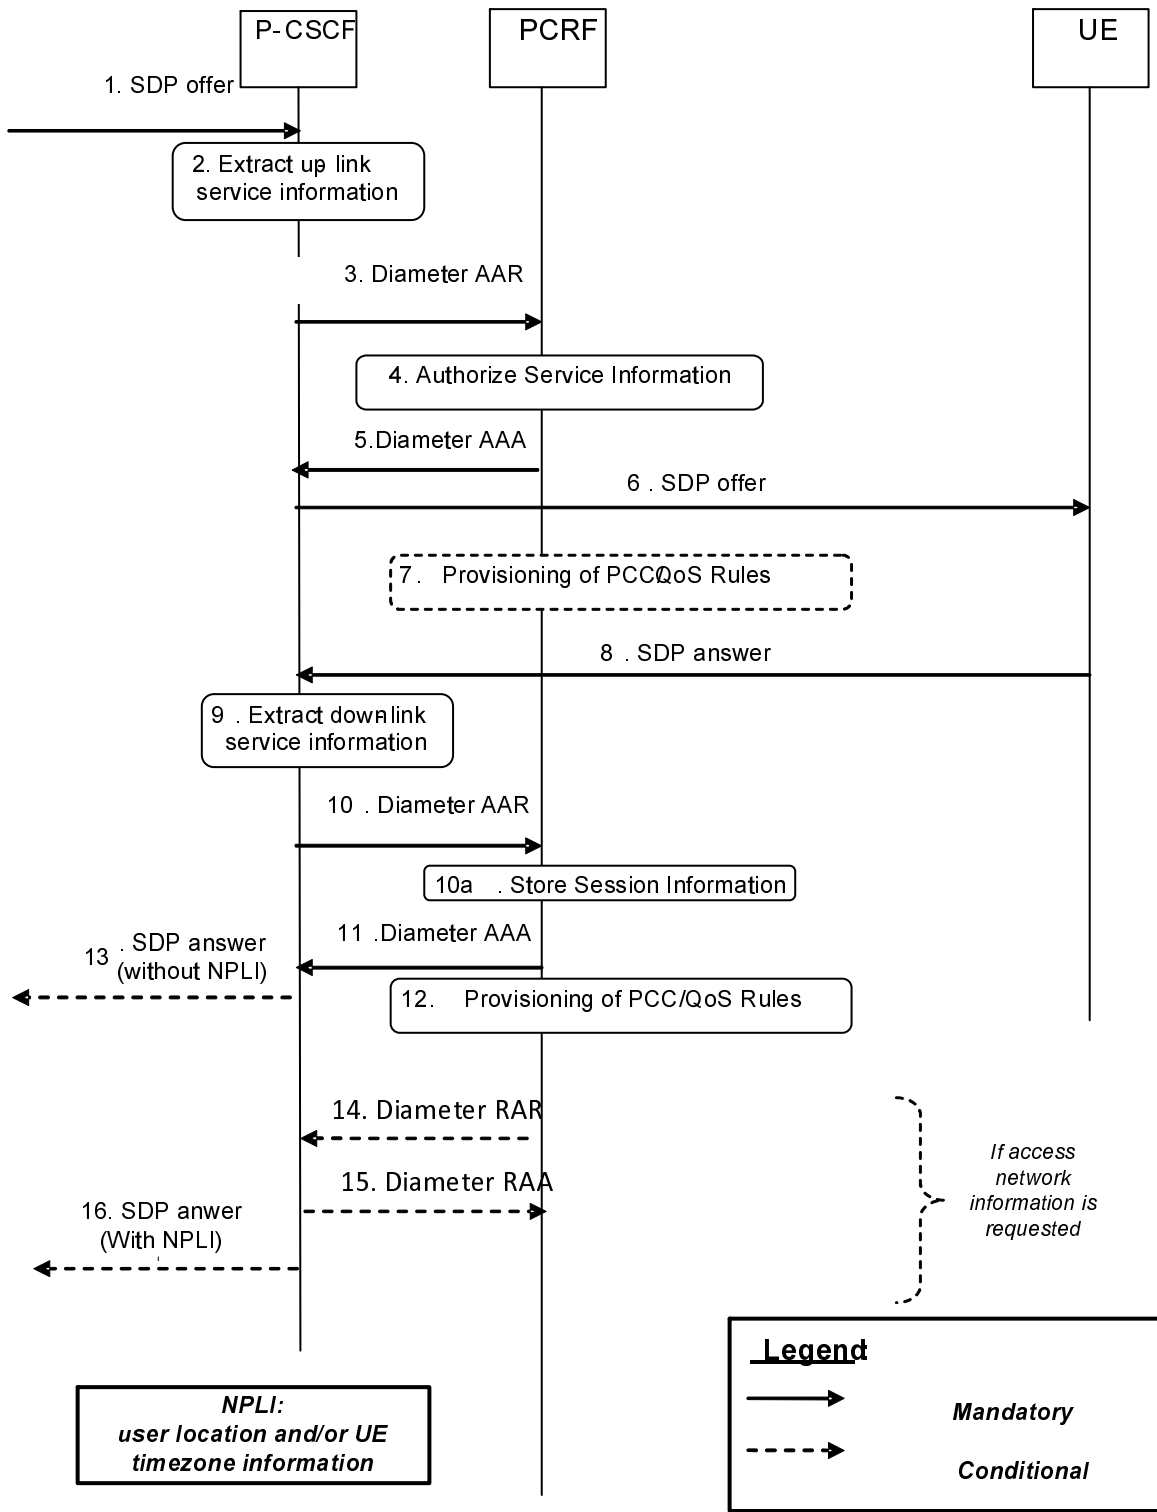 P-CSCF
PCRF
UE
1. SDP offer
2. Extract up-link
service information
3. Diameter AAR
4. Authorize Service Information
5.Diameter AAA
6 . SDP offer
7. Provisioning of PCC/QoS Rules
8 . SDP answer
9 . Extract down-link
service information
10 . Diameter AAR
10a . Store Session Information
11 .Diameter AAA
13 . SDP answer
(without NPLI)
12. Provisioning of PCC/QoS Rules
14. Diameter RAR
15. Diameter RAA
16. SDP anwer
(With NPLI)
If access
network
information is
requested
Legend
Mandatory
Conditional
NPLI:
user location and/or UE
timezone information